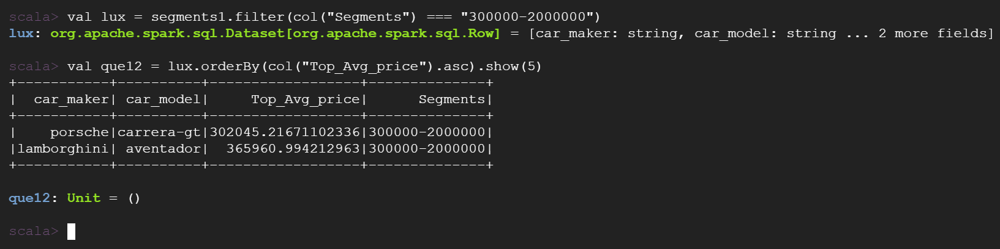 scala> val lux = segments1.filter(col("Segments") === "300000-2000000")
lux: org.apache.spark.sql.Dataset[org.apache.spark.sql.Row] = [car_maker: string, car_model: string ... 2 more fields]
scala> val que12 = lux.orderBy(col("Top_Avg_price").asc).show(5)
+-----------+----------+------------------+--------------+
|  car_maker| car_model|     Top_Avg_price|      Segments|
+-----------+----------+------------------+--------------+
|    porsche|carrera-gt|302045.21671102336|300000-2000000|
|lamborghini| aventador|  365960.994212963|300000-2000000|
+-----------+----------+------------------+--------------+
que12: Unit = ()
scala>